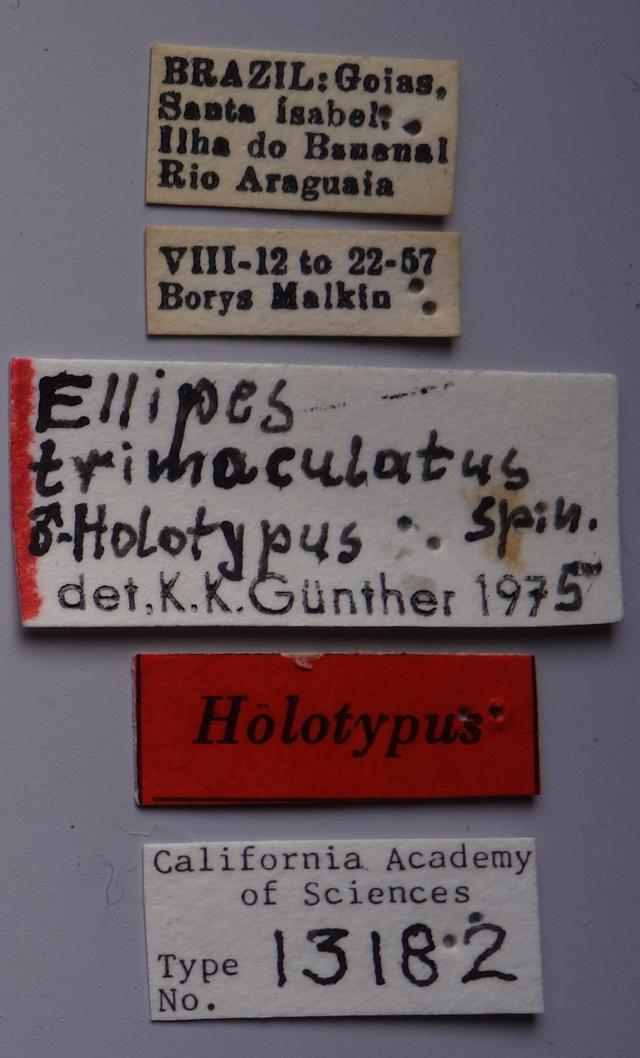 BRAZIL: Goias,
Santa Isabel.
Ilha do Bananal
Rio Araguaia
VIII-12 to 22-57
Borys Malkin
Ellipes
trimaculatus
♂-Holotypus spin.
det. K.K. Günther 1975
Holotypus
California Academy
of Sciences
Type 13182
No.